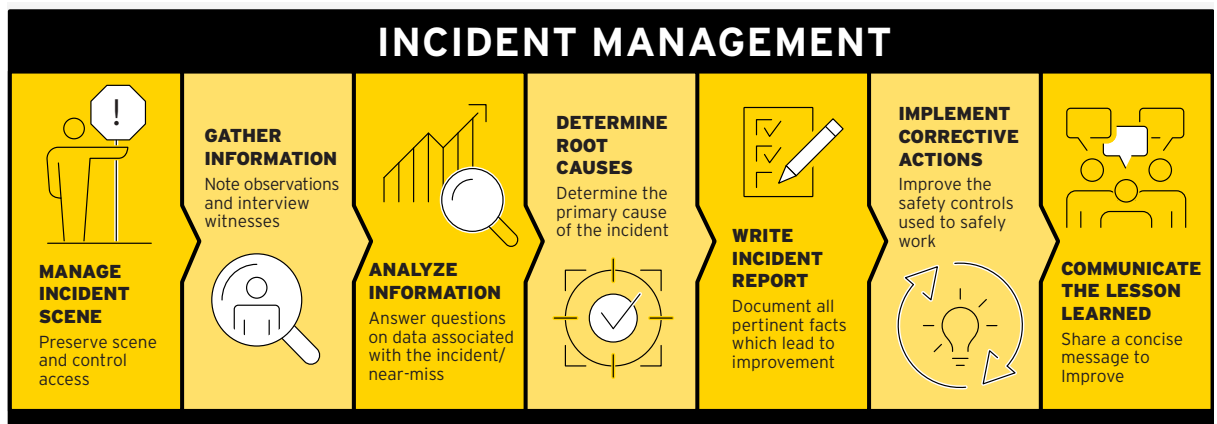 INCIDENT MANAGEMENT
!
MANAGE
INCIDENT
SCENE
Preserve scene
and control
access
GATHER
INFORMATION
Note observations
and interview
witnesses
ANALYZE
INFORMATION
Answer questions
on data associated
with the incident/
near-miss
DETERMINE
ROOT
CAUSES
Determine the
primary cause
of the incident
WRITE
INCIDENT
REPORT
Document all
pertinent facts
which lead to
improvement
IMPLEMENT
CORRECTIVE
ACTIONS
Improve the
safety controls
used to safely
work
COMMUNICATE
THE LESSON
LEARNED
Share a concise
message to
Improve